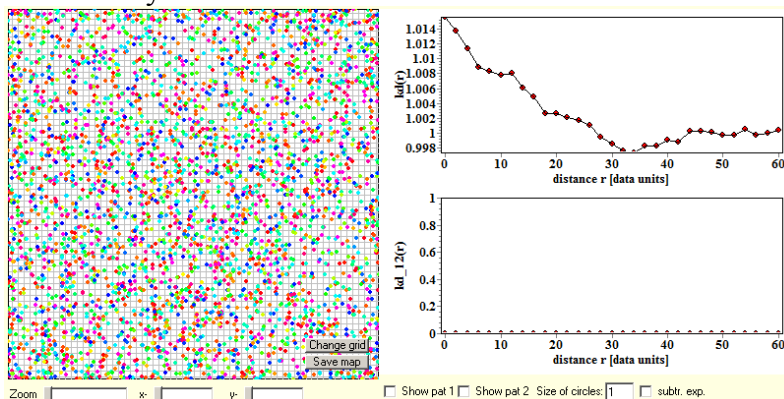 1.014
1.012
1.01
1.008
1.006
1.004
1.002
1
0.998
kd(r)
0 10 20 30 40 50 60
distance r [data units]
1
0.8
0.6
0.4
0.2
0
kd_12(r)
0 10 20 30 40 50 60
distance r [data units]
Change grid
Save map
Zoom x- y- Show pat 1 Show pat 2 Size of circles: 1 subtr. exp.